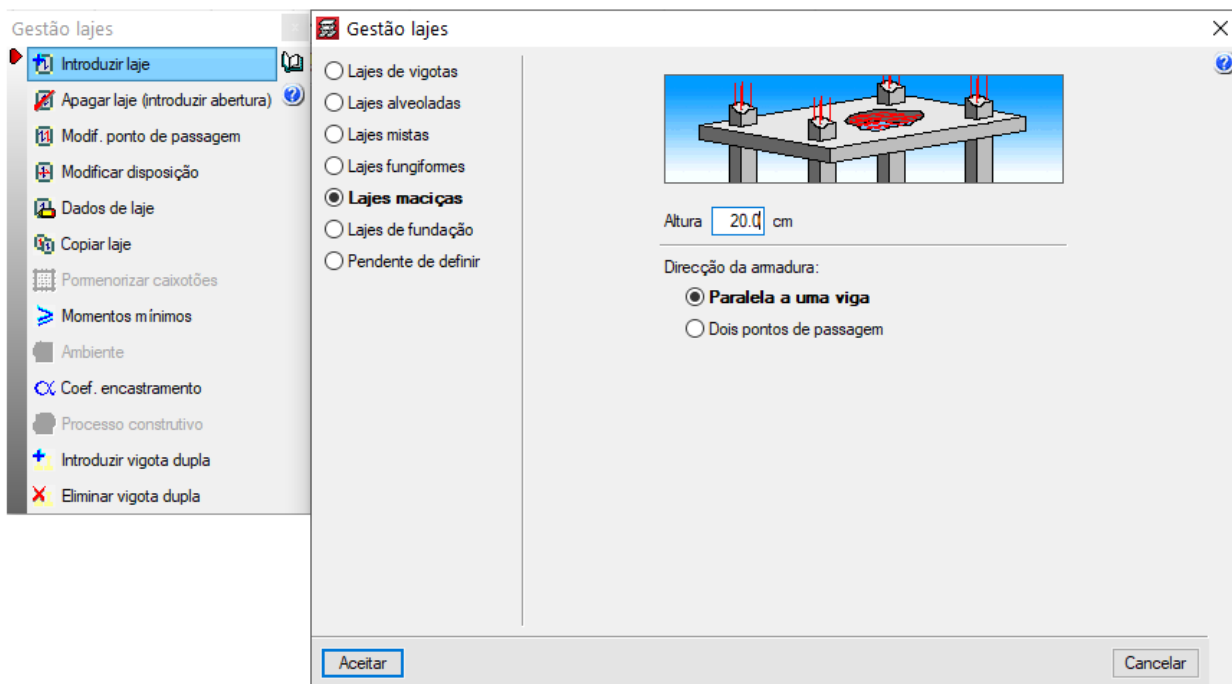 Gestão lajes
Introduzir laje
Apagar laje (introduzir abertura)
Modif. ponto de passagem
Modificar disposição
Dados de laje
Copiar laje
Pormenorizar caixotões
Momentos mínimos
Ambiente
Coef. encastramento
Processo construtivo
Introduzir vigota dupla
Eliminar vigota dupla
Gestão lajes
Lajes de vigotas
Lajes alveoladas
Lajes mistas
Lajes fungiformes
Lajes maciças
Lajes de fundação
Pendente de definir
Altura 20.0 cm
Direcção da armadura:
Paralela a uma viga
Dois pontos de passagem
Aceitar
Cancelar